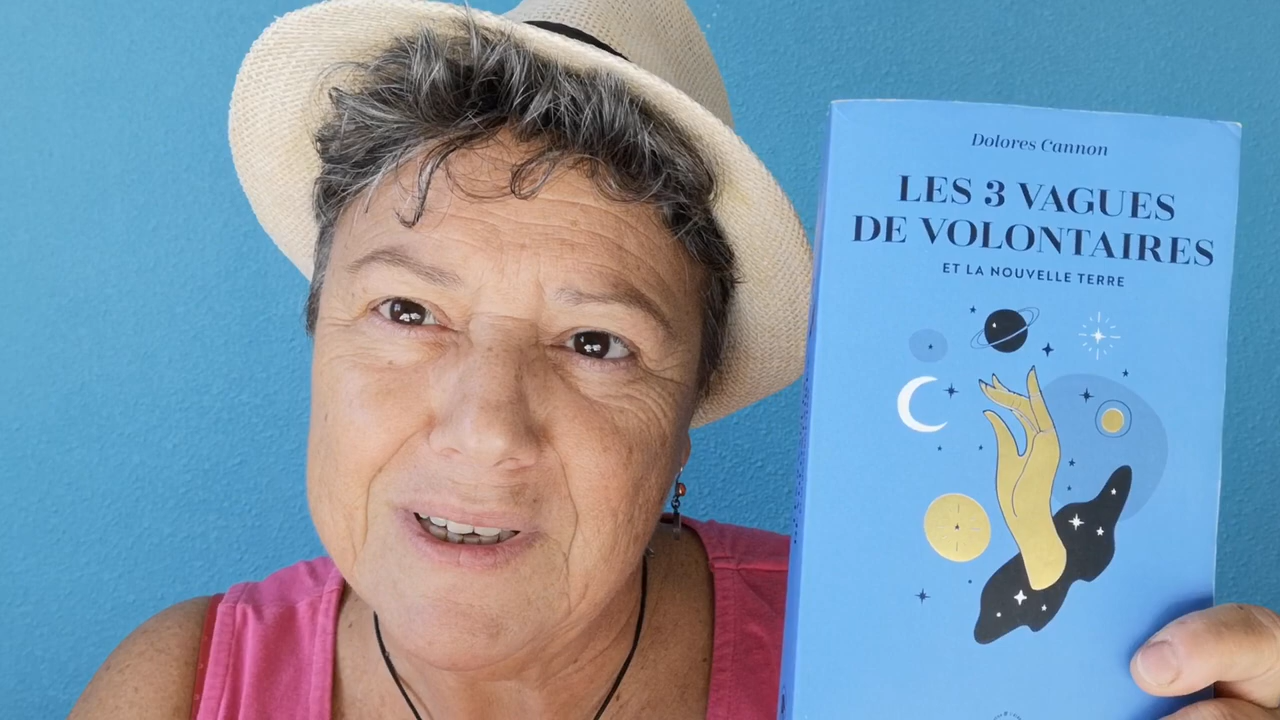 Dolores Cannon
LES 3 VAGUES
DE VOLONTAIRES
ET LA NOUVELLE TERRE